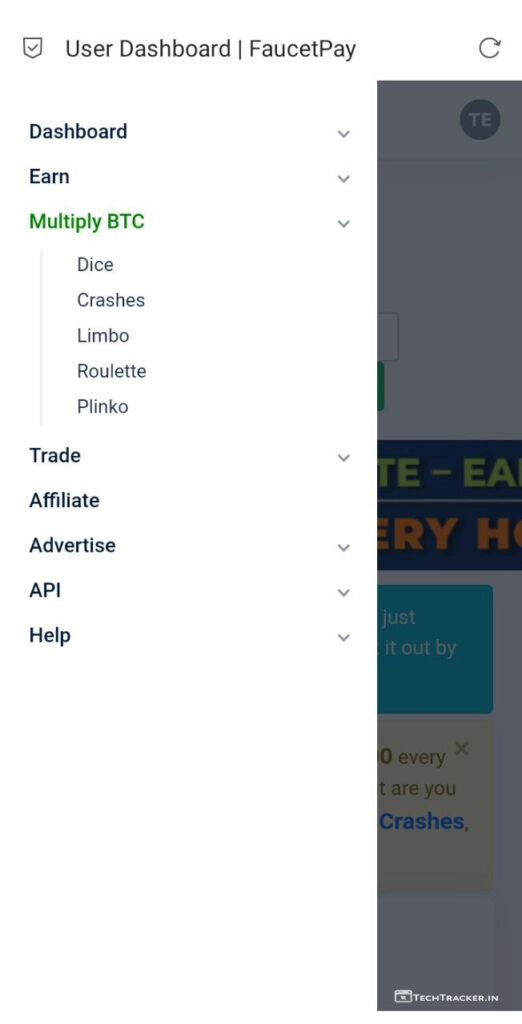 User Dashboard | FaucetPay
TE
Dashboard
Earn
Multiply BTC
Dice
Crashes
Limbo
Roulette
Plinko
Trade
Affiliate
Advertise
API
Help
TE - EA
ERY H
just
it out by
00 every
t are you
Crashes,
TECHTRACKER.IN